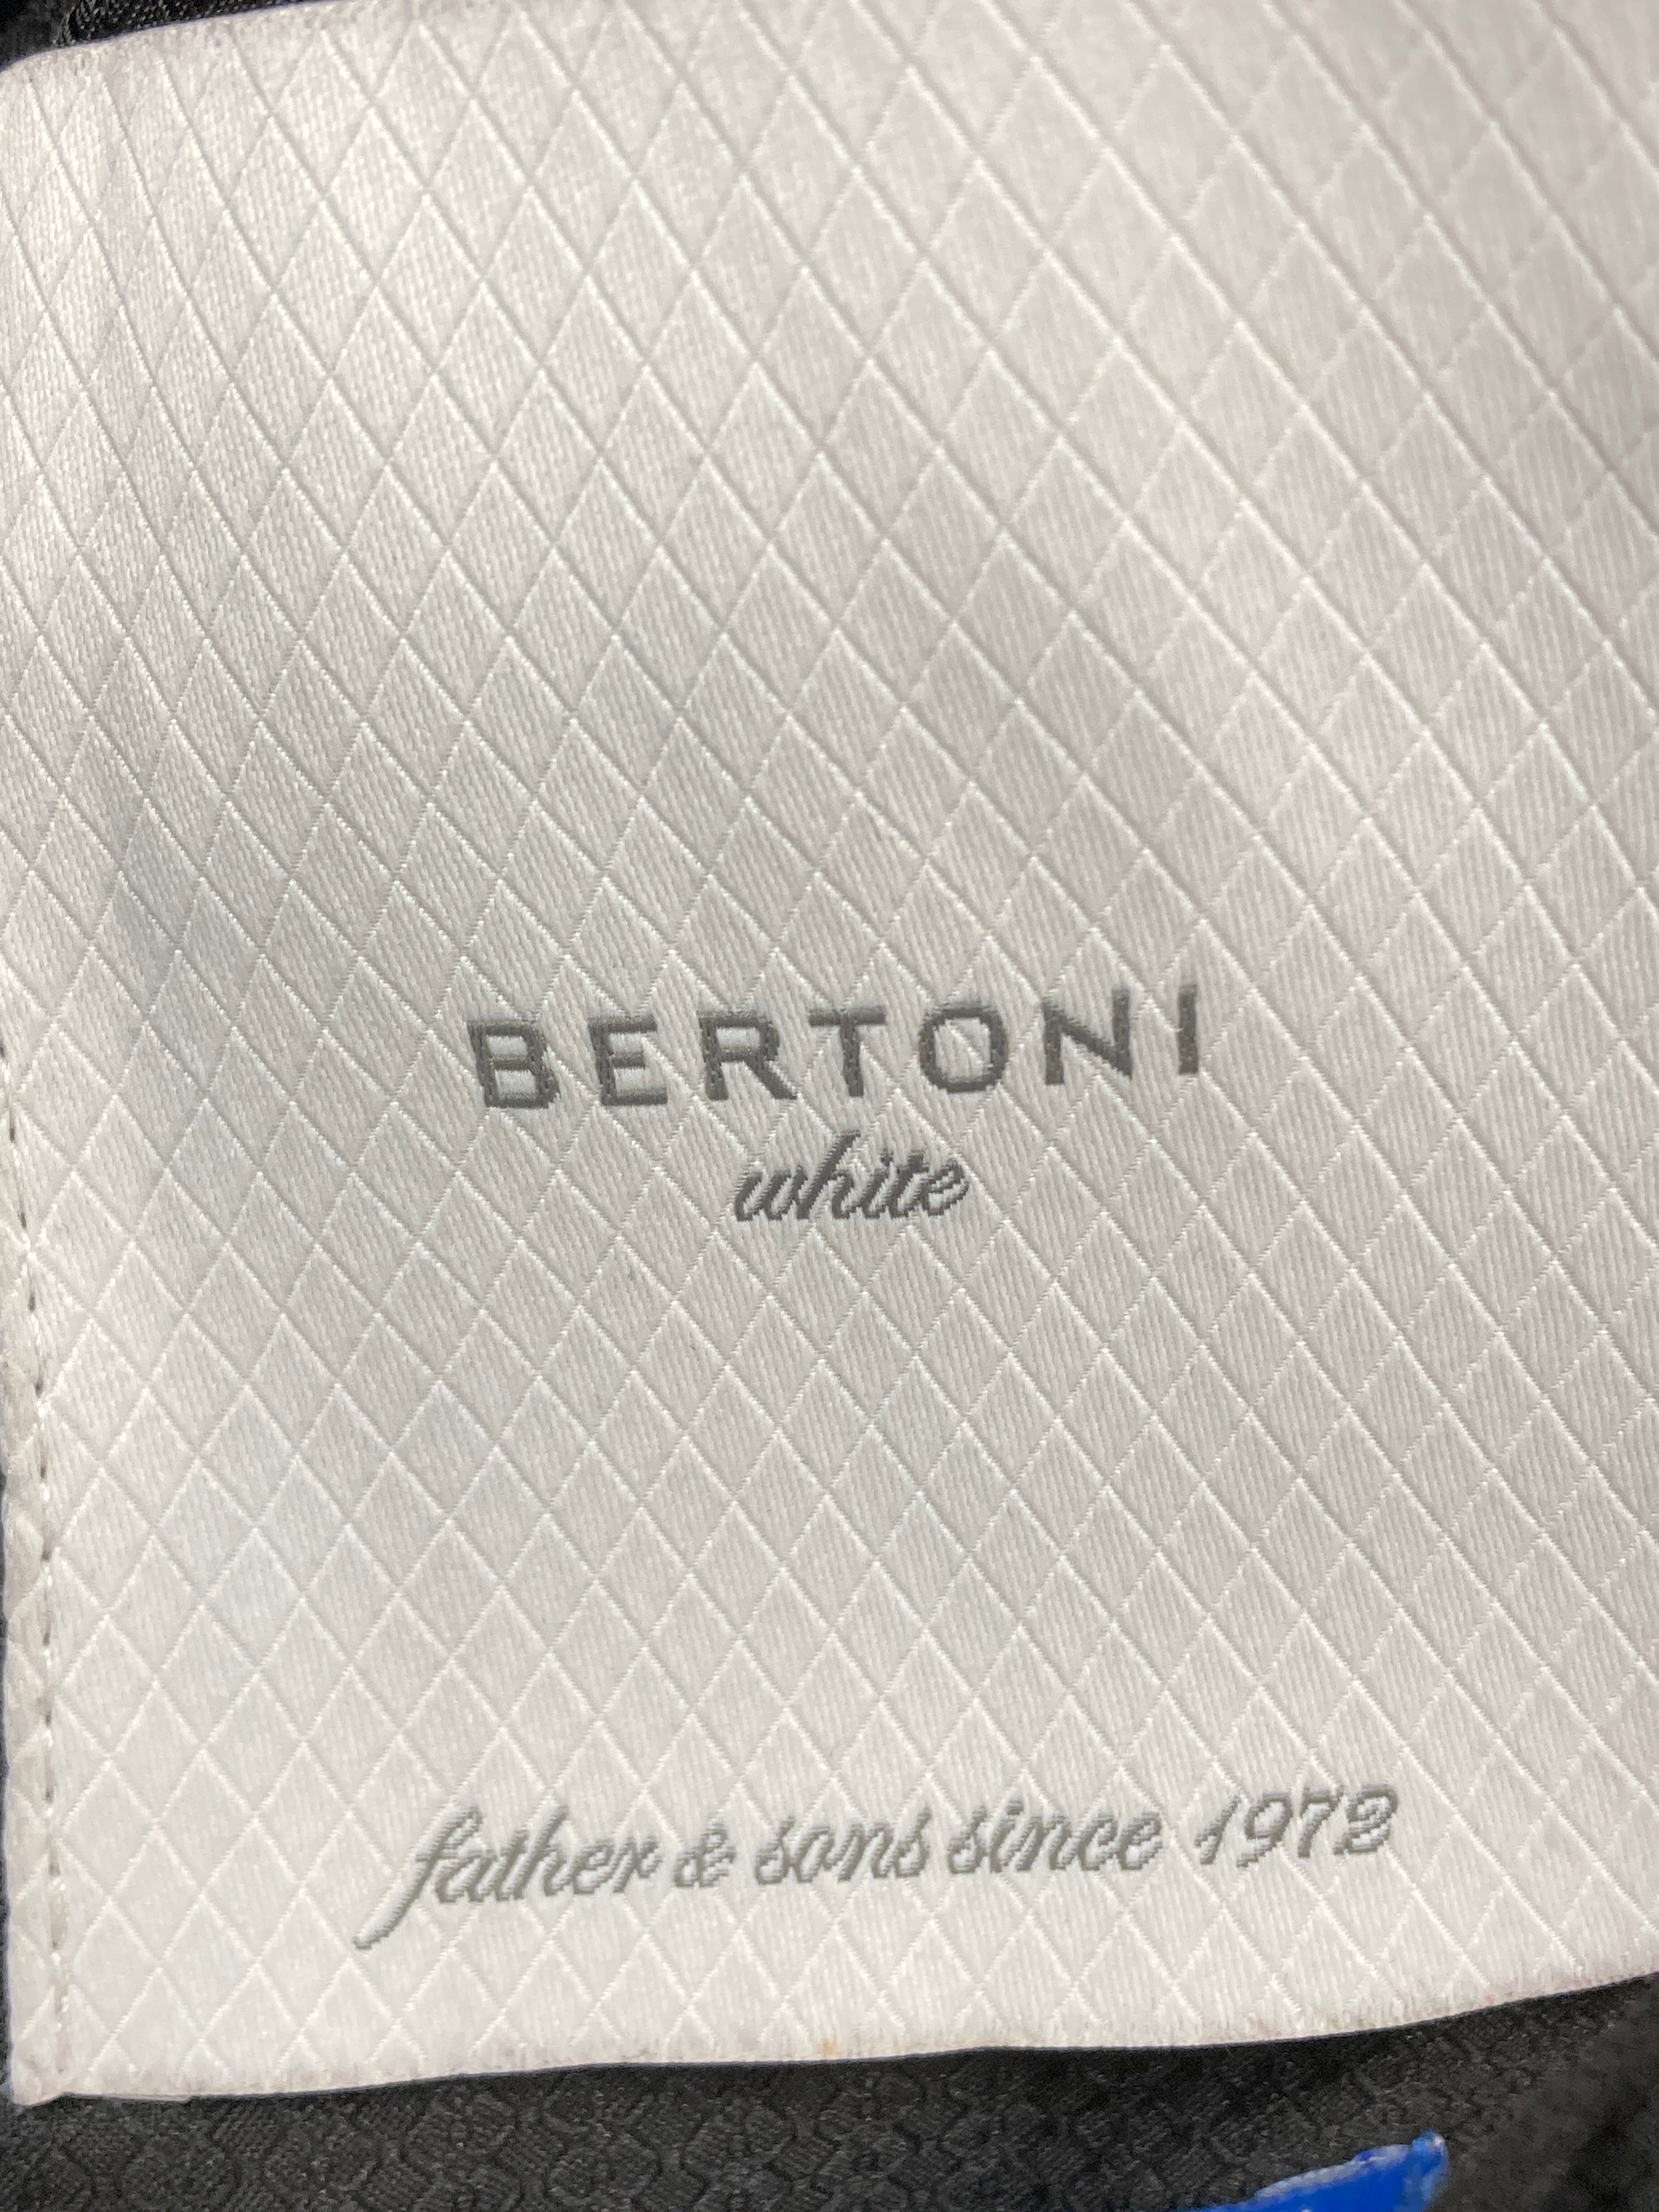 BERTONI
white
father & sons since 1972